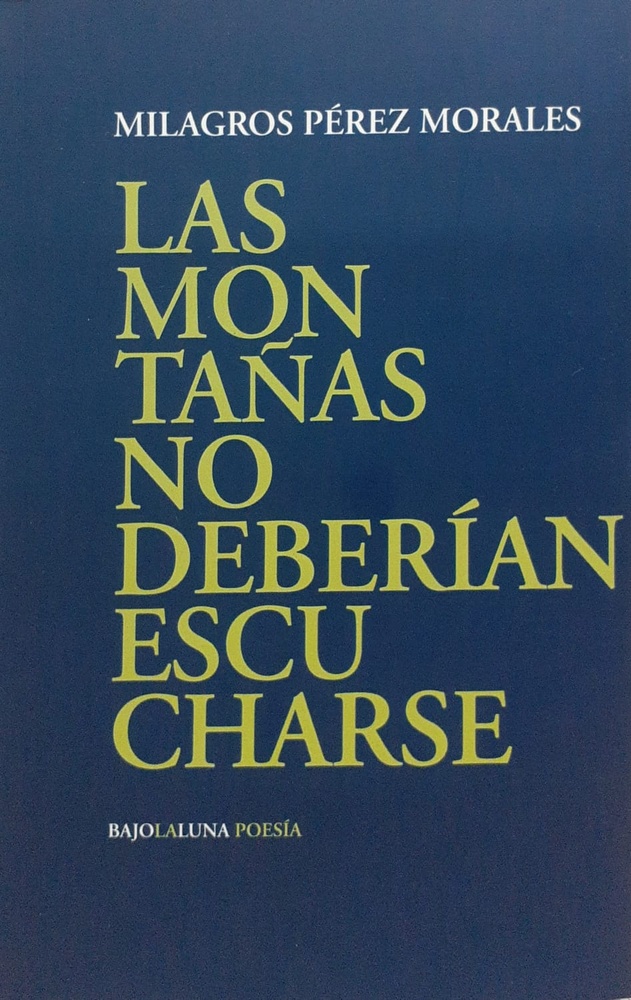 MILAGROS PÉREZ MORALES
LAS
MON
TAÑAS
NO
DEBERÍAN
ESCU
CHARSE
BAJOLALUNA POESÍA